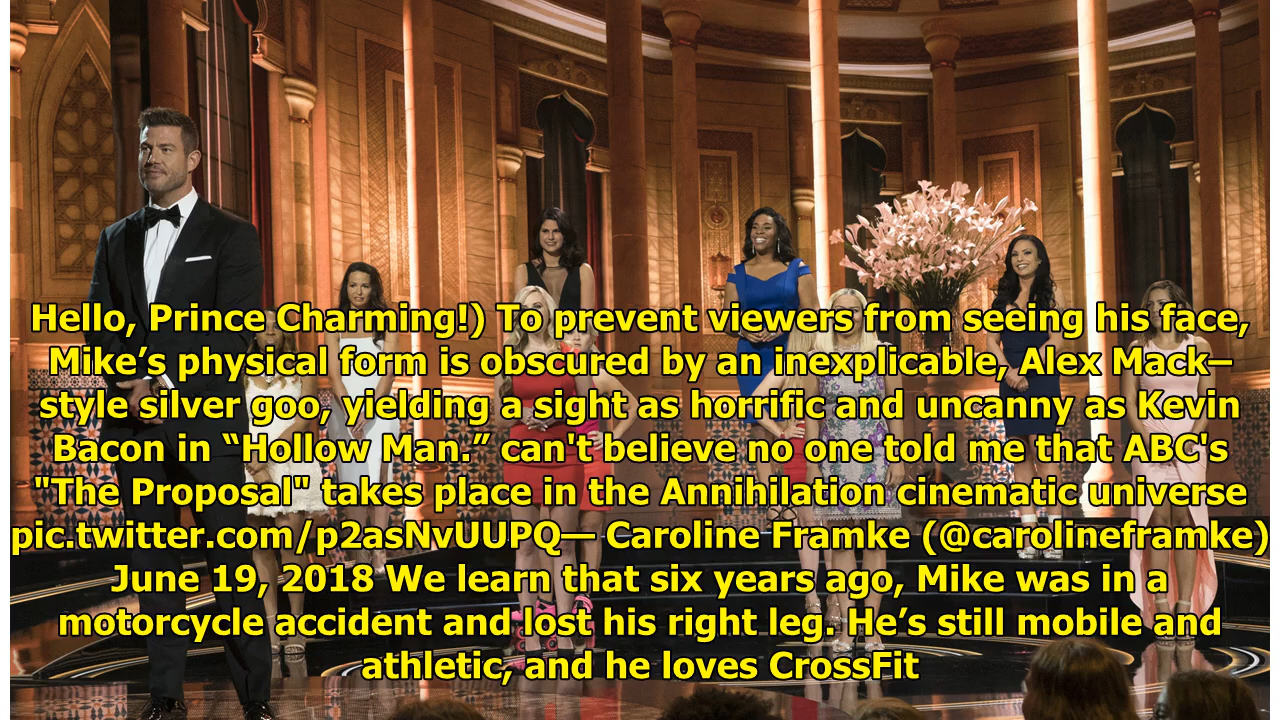 Hello, Prince Charming!) To prevent viewers from seeing his face,
Mike’s physical form is obscured by an inexplicable, Alex Mack–
style silver goo, yielding a sight as horrific and uncanny as Kevin
Bacon in “Hollow Man.” can't believe no one told me that ABC's
"The Proposal" takes place in the Annihilation cinematic universe
pic.twitter.com/p2asNvUUPQ— Caroline Framke (@carolineframke)
June 19, 2018 We learn that six years ago, Mike was in a
motorcycle accident and lost his right leg. He’s still mobile and
athletic, and he loves CrossFit